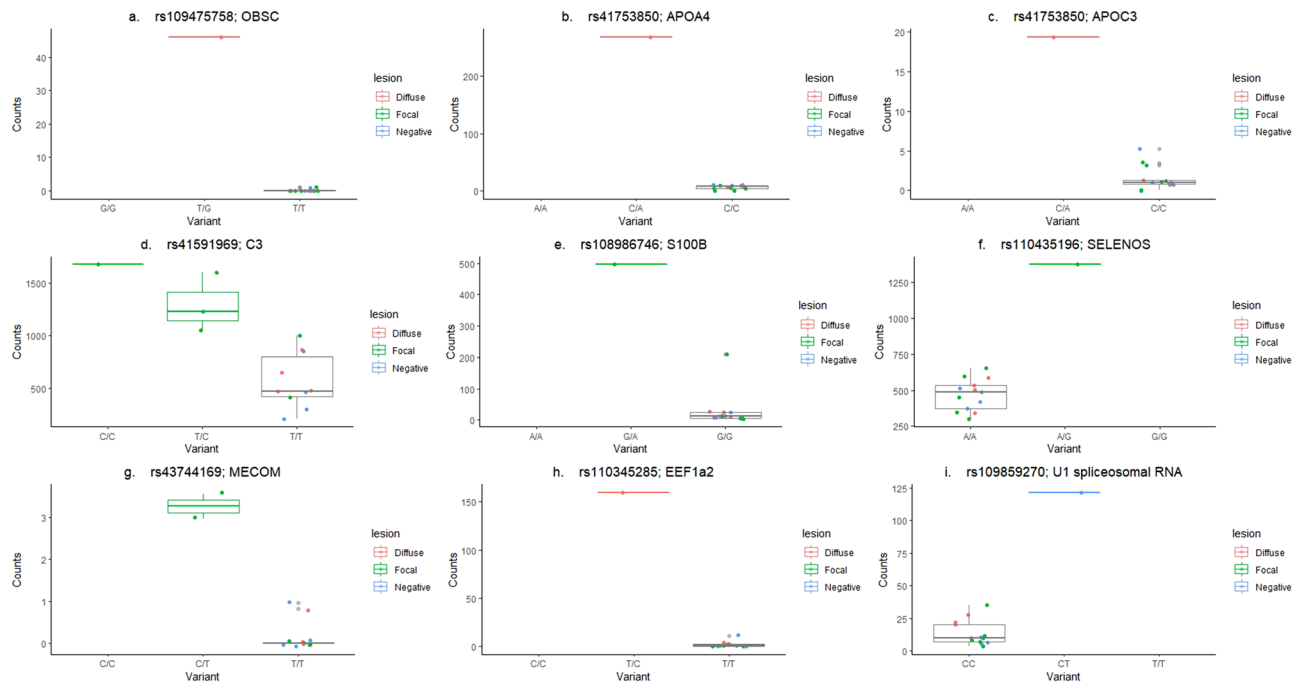 a. rs109475758; OBSC
Counts
40
30
20
10
0
G/G T/G T/T
Variant
lesion
Diffuse
Focal
Negative
b. rs41753850; APOA4
Counts
200
100
0
A/A C/A C/C
Variant
lesion
Diffuse
Focal
Negative
c. rs41753850; APOC3
Counts
20
15
10
5
0
A/A C/A C/C
Variant
lesion
Diffuse
Focal
Negative
d. rs41591969; C3
Counts
1500
1000
500
C/C T/C T/T
Variant
lesion
Diffuse
Focal
Negative
e. rs108986746; S100B
Counts
500
400
300
200
100
0
A/A G/A G/G
Variant
lesion
Diffuse
Focal
Negative
f. rs110435196; SELENOS
Counts
1250
1000
750
500
250
A/A A/G G/G
Variant
lesion
Diffuse
Focal
Negative
g. rs43744169; MECOM
Counts
3
2
1
0
C/C C/T T/T
Variant
lesion
Diffuse
Focal
Negative
h. rs110345285; EEF1a2
Counts
150
100
50
0
C/C T/C T/T
Variant
lesion
Diffuse
Focal
Negative
i. rs109859270; U1 spliceosomal RNA
Counts
125
100
75
50
25
0
CC CT T/T
Variant
lesion
Diffuse
Focal
Negative